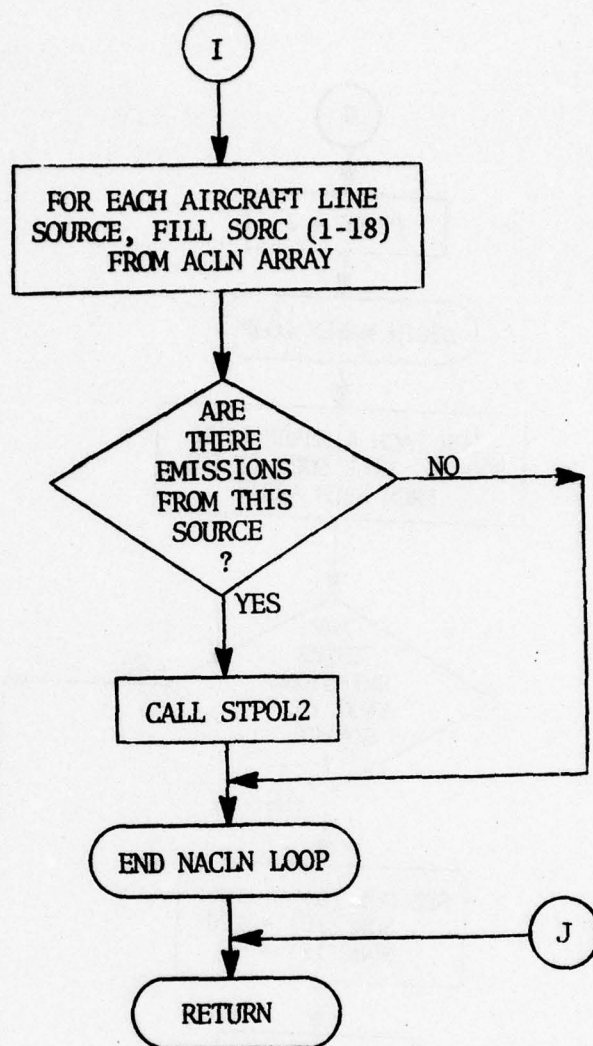 I
FOR EACH AIRCRAFT LINE
SOURCE, FILL SORC (1-18)
FROM ACLN ARRAY
ARE
THERE
EMISSIONS
FROM THIS
SOURCE
?
NO
YES
CALL STPOL2
END NACLN LOOP
J
RETURN